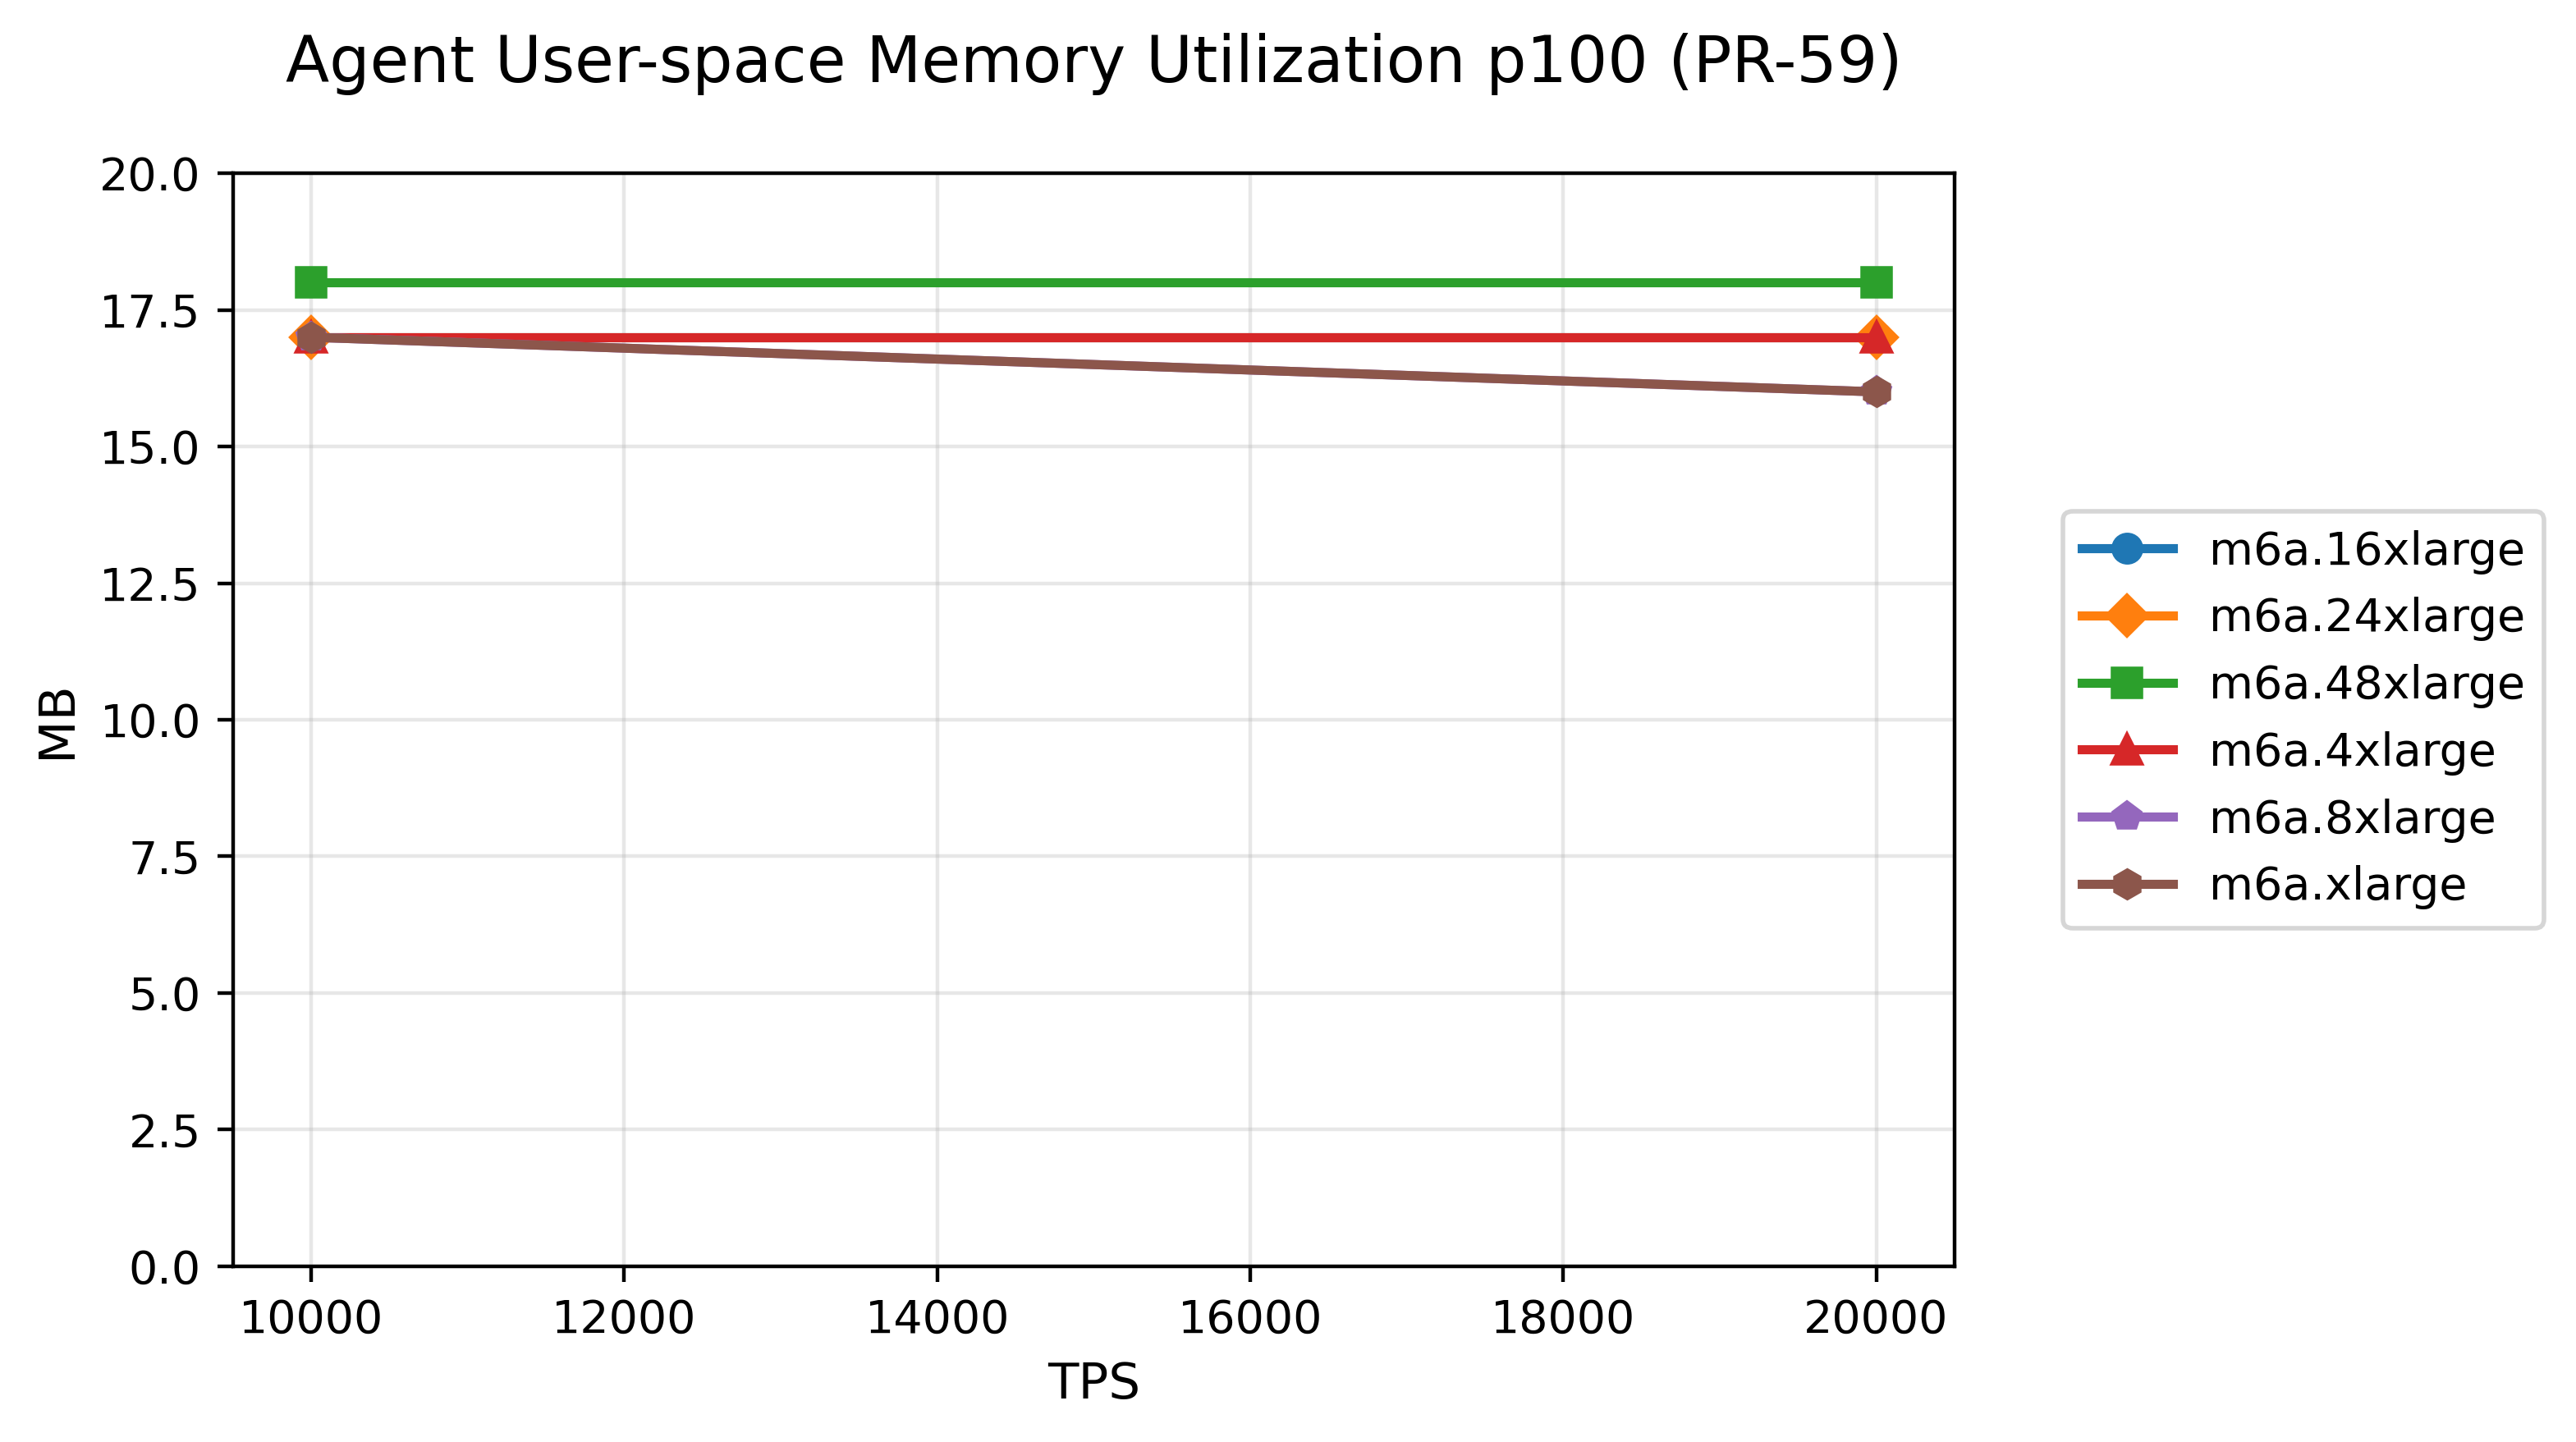 Agent User-space Memory Utilization p100 (PR-59)
20.0
17.5
15.0
12.5
10.0
7.5
5.0
2.5
0.0
MB
10000 12000 14000 16000 18000 20000
TPS
m6a.16xlarge
m6a.24xlarge
m6a.48xlarge
m6a.4xlarge
m6a.8xlarge
m6a.xlarge